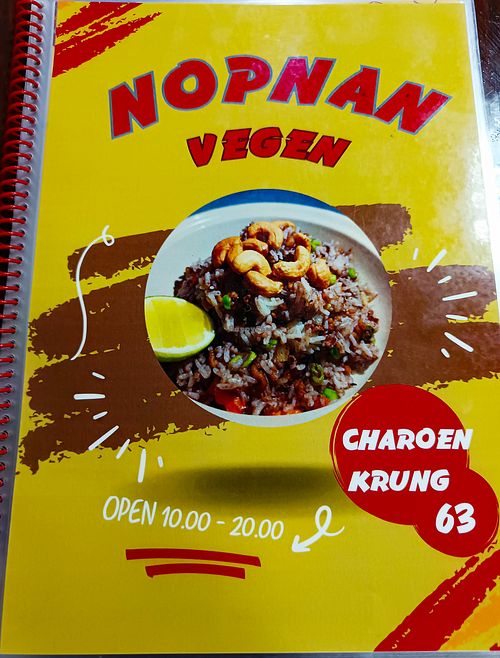 NOPNAN
VEGEN
CHAROEN
KRUNG
63
OPEN 10.00 - 20.00